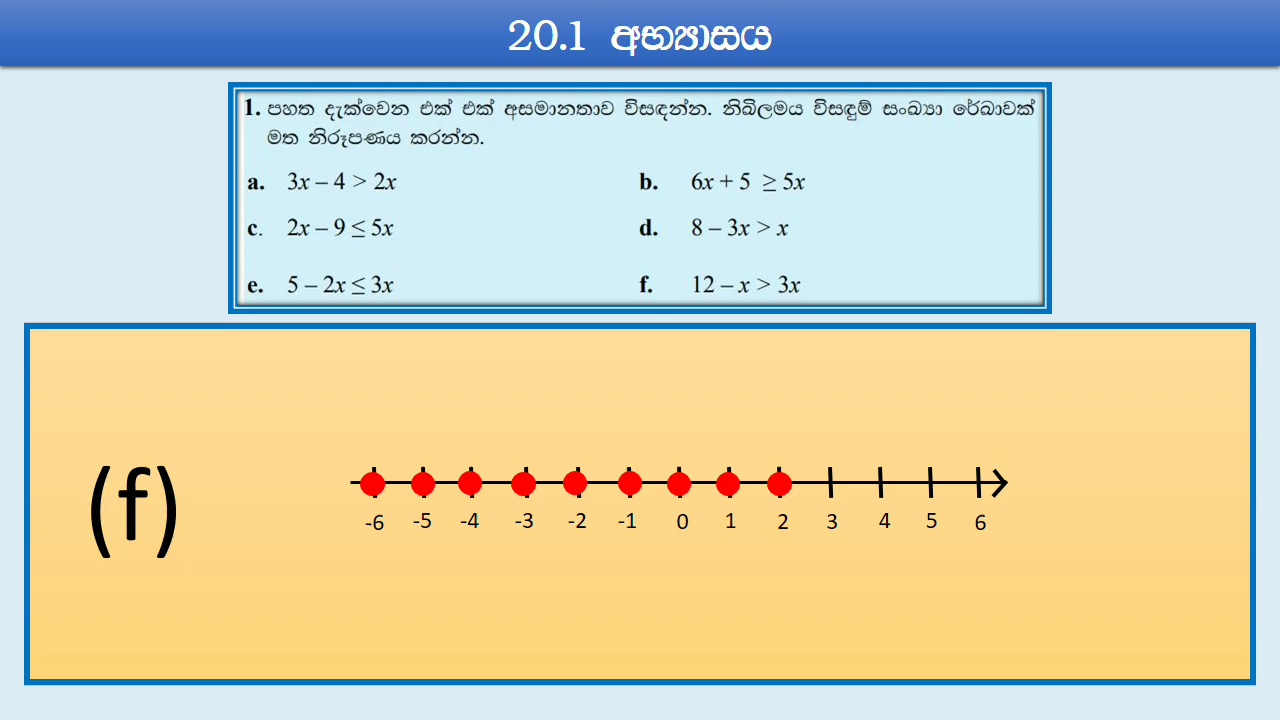 20.1 අභ්‍යාසය
1. පහත දැක්වෙන එක් එක් අසමානතාව විසඳන්න. නිඛිලමය විසඳුම් සංඛ්‍යා රේඛාවක්
මත නිරූපණය කරන්න.
a. 3x – 4 > 2x b. 6x + 5 ≥ 5x
c. 2x – 9 ≤ 5x d. 8 – 3x > x
e. 5 – 2x ≤ 3x f. 12 – x > 3x
(f)
-6 -5 -4 -3 -2 -1 0 1 2 3 4 5 6